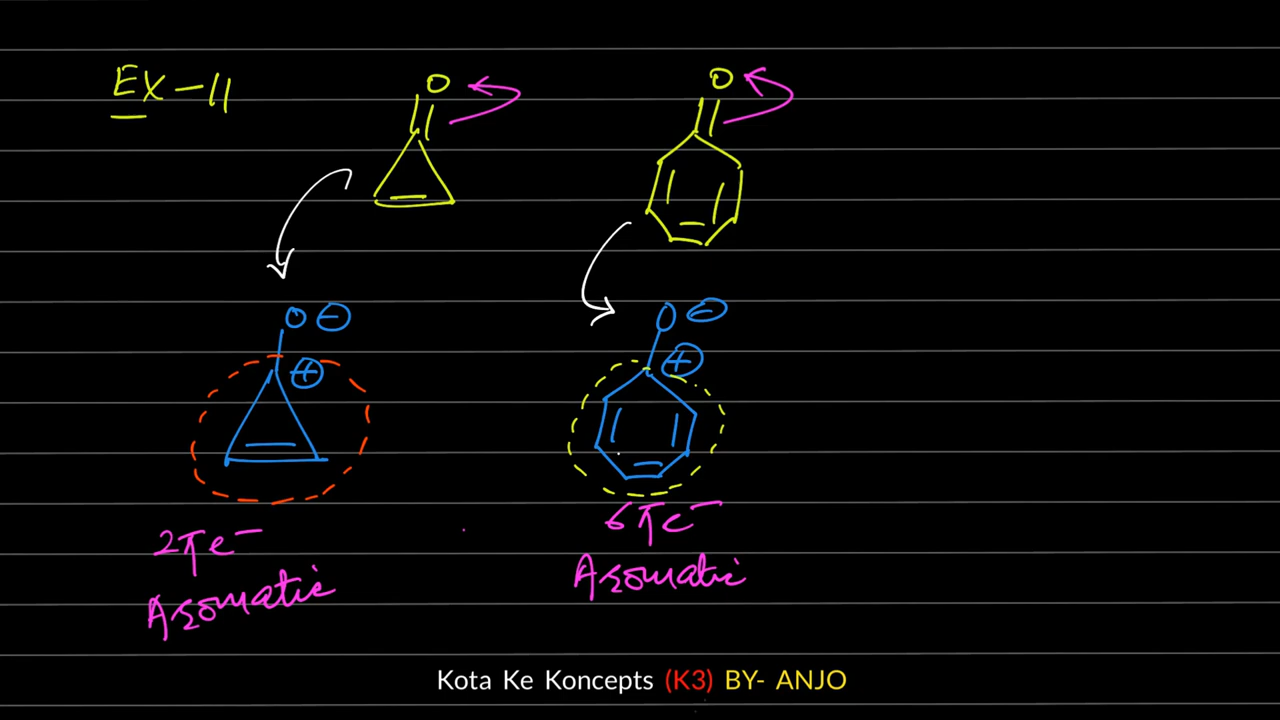 EX-11
O O
O ⊖ O ⊖
⊕ ⊕
2πe⁻ 6πe⁻
Aromatic Aromatic
Kota Ke Koncepts (K3) BY- ANJO